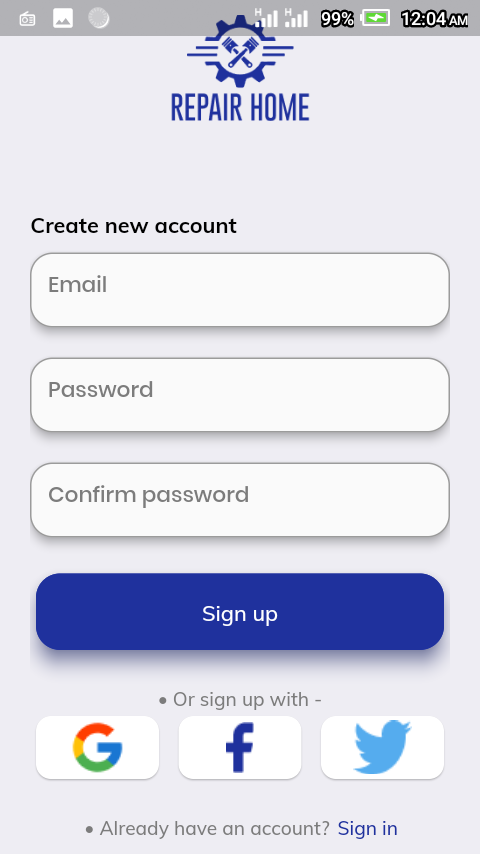 H H 99% 12:04 AM
REPAIR HOME
Create new account
Email
Password
Confirm password
Sign up
• Or sign up with -
• Already have an account? Sign in